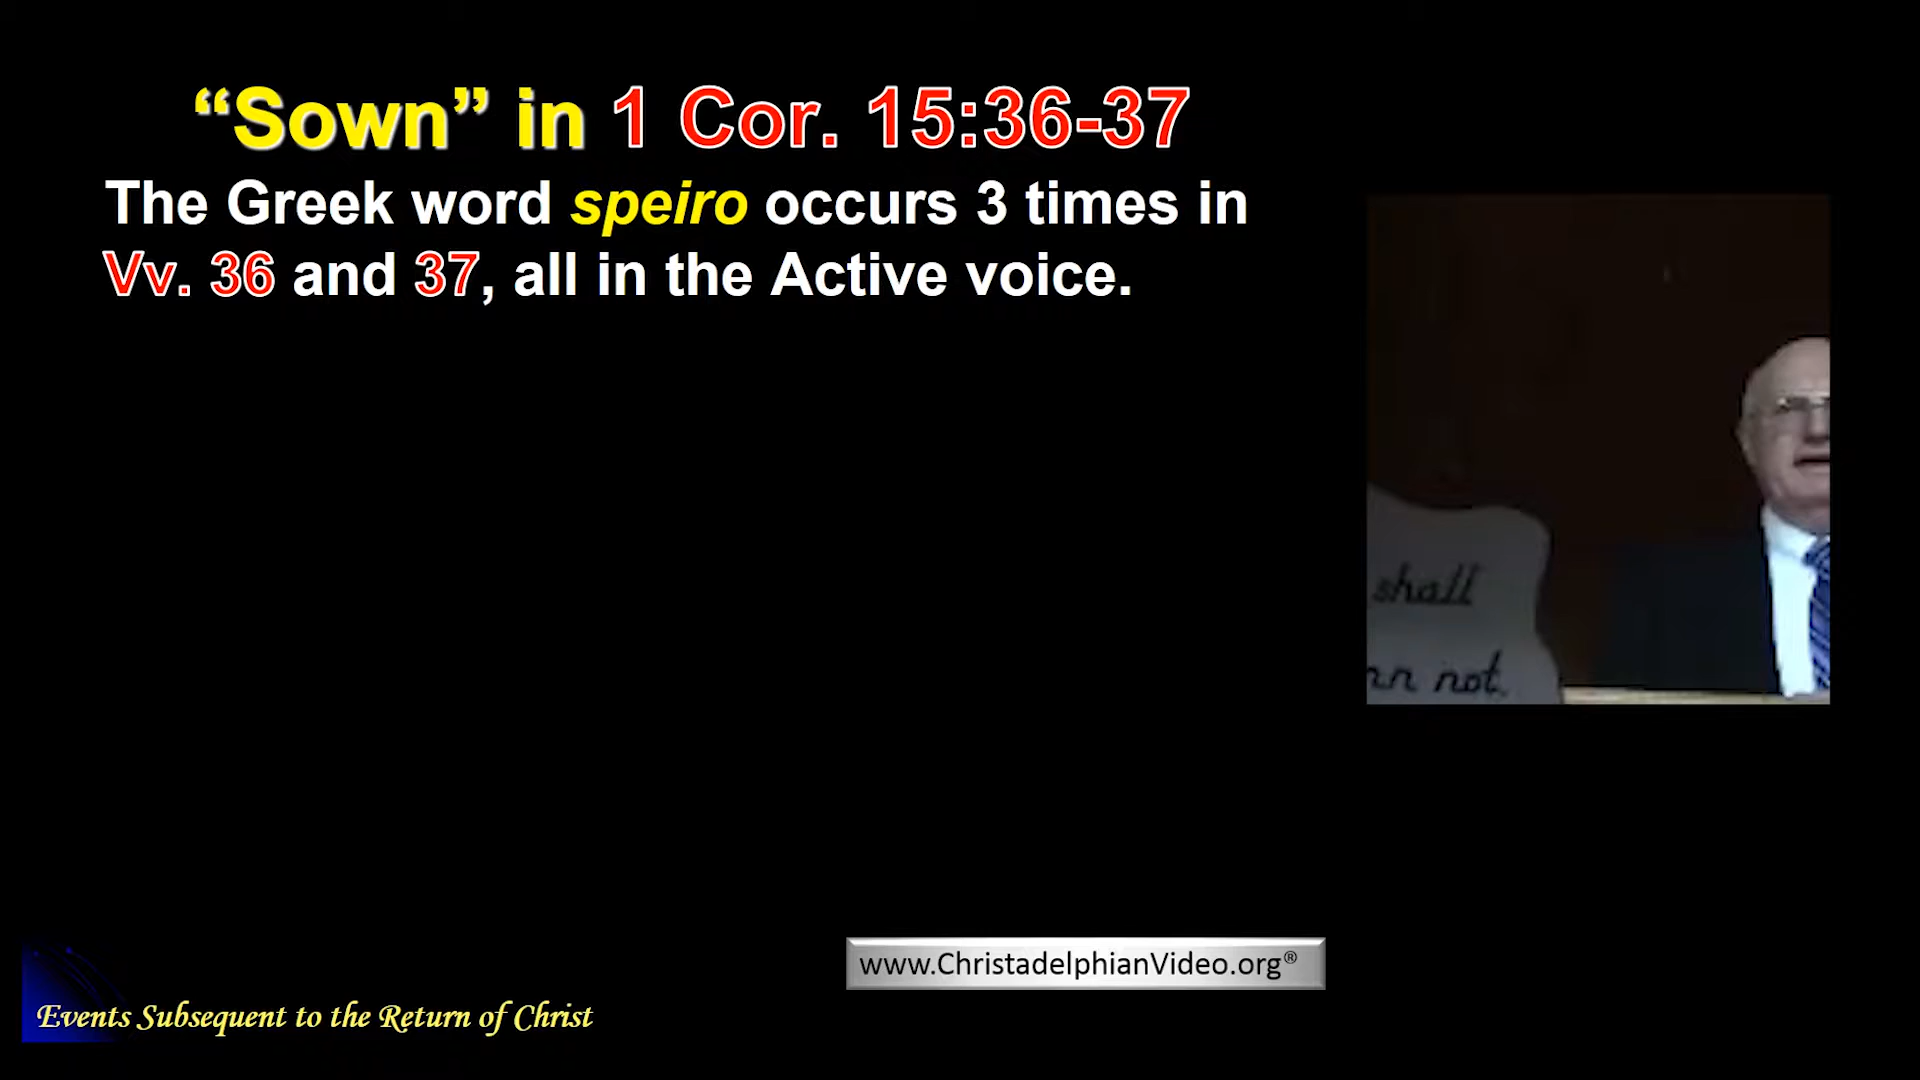 “Sown” in 1 Cor. 15:36-37
The Greek word speiro occurs 3 times in
Vv. 36 and 37, all in the Active voice.
shall
not.
www.ChristadelphianVideo.org®
Events Subsequent to the Return of Christ